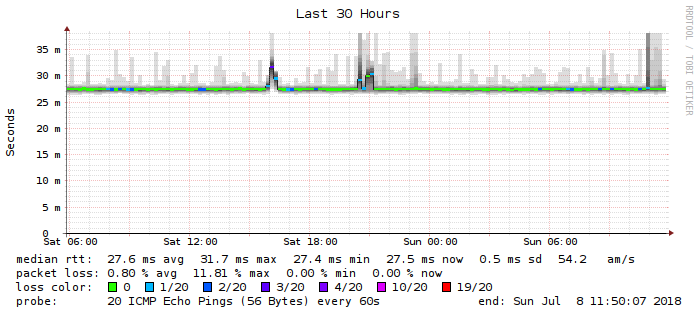 Last 30 Hours
RRDTOOL / TOBI OETIKER
Seconds
35 m
30 m
25 m
20 m
15 m
10 m
5 m
0
Sat 06:00 Sat 12:00 Sat 18:00 Sun 00:00 Sun 06:00
median rtt: 27.6 ms avg 31.7 ms max 27.4 ms min 27.5 ms now 0.5 ms sd 54.2 am/s
packet loss: 0.80 % avg 11.81 % max 0.00 % min 0.00 % now
loss color: 0 1/20 2/20 3/20 4/20 10/20 19/20
probe: 20 ICMP Echo Pings (56 Bytes) every 60s end: Sun Jul 8 11:50:07 2018